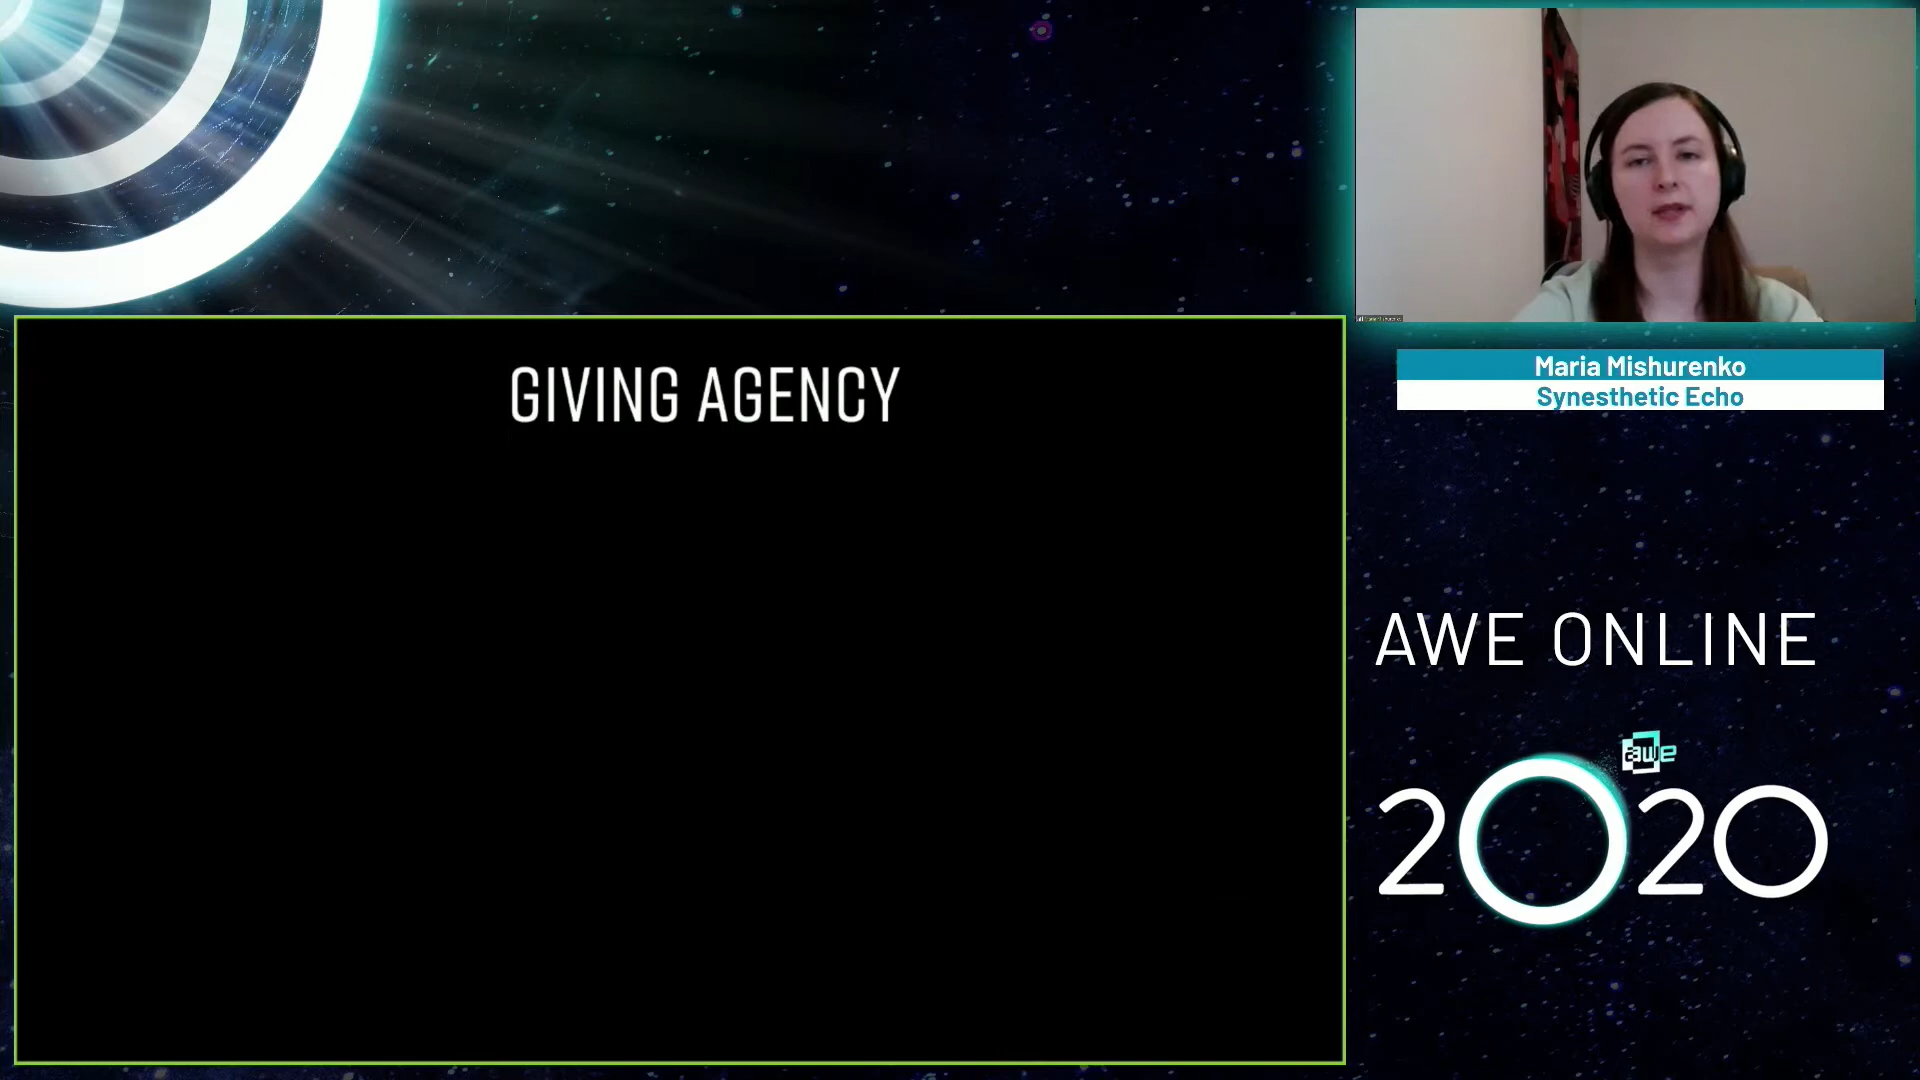 GIVING AGENCY
Maria Mishurenko
Synesthetic Echo
AWE ONLINE
awe
2020